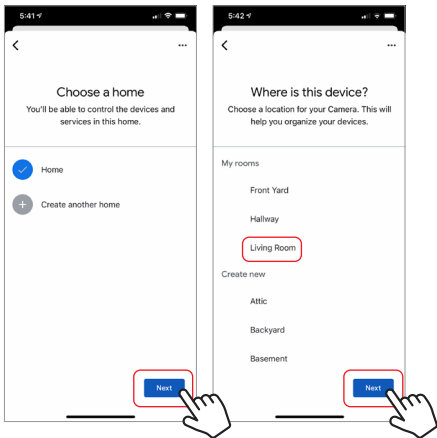 5:41
Choose a home
You'll be able to control the devices and
services in this home.
Home
Create another home
Next
5:42
Where is this device?
Choose a location for your Camera. This will
help you organize your devices.
My rooms
Front Yard
Hallway
Living Room
Create new
Attic
Backyard
Basement
Next